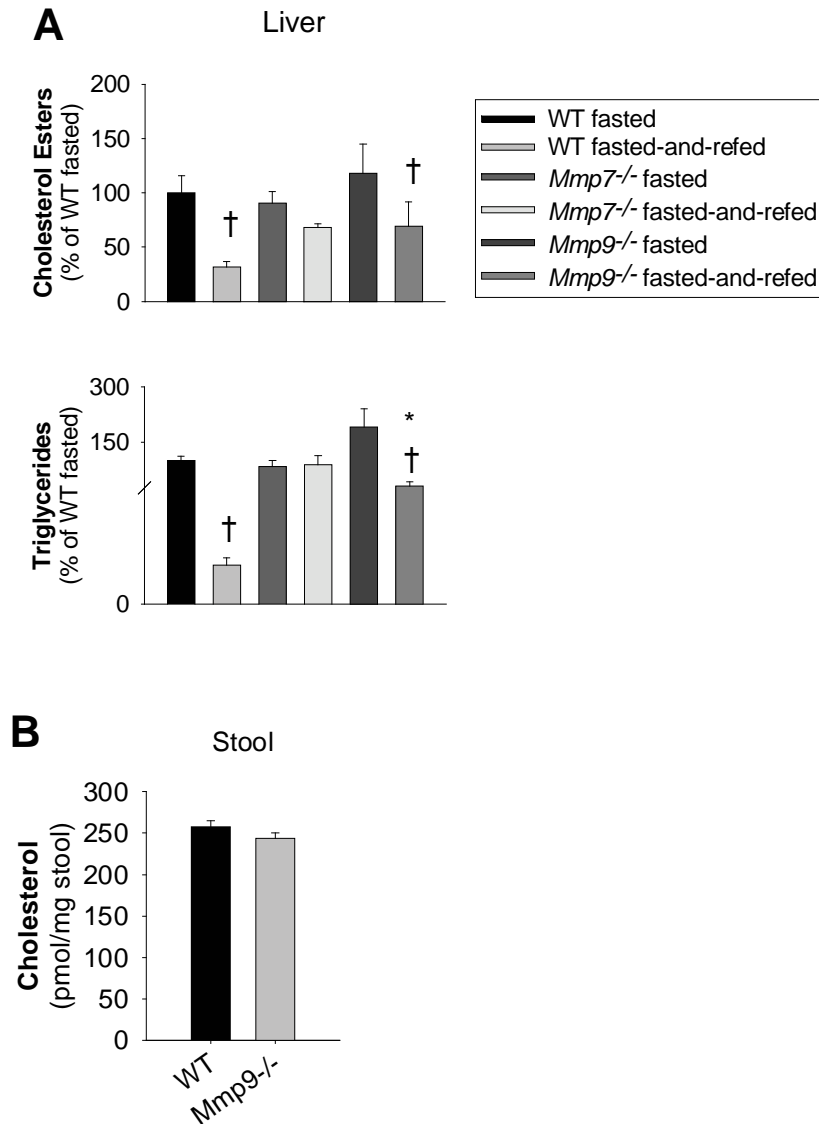 A
Liver
Cholesterol Esters
(% of WT fasted)
200
150
100
50
0
†
†
WT fasted
WT fasted-and-refed
Mmp7-/- fasted
Mmp7-/- fasted-and-refed
Mmp9-/- fasted
Mmp9-/- fasted-and-refed
Triglycerides
(% of WT fasted)
300
150
0
†
*
†
B
Stool
Cholesterol
(pmol/mg stool)
300
250
200
150
100
50
0
WT
Mmp9-/-